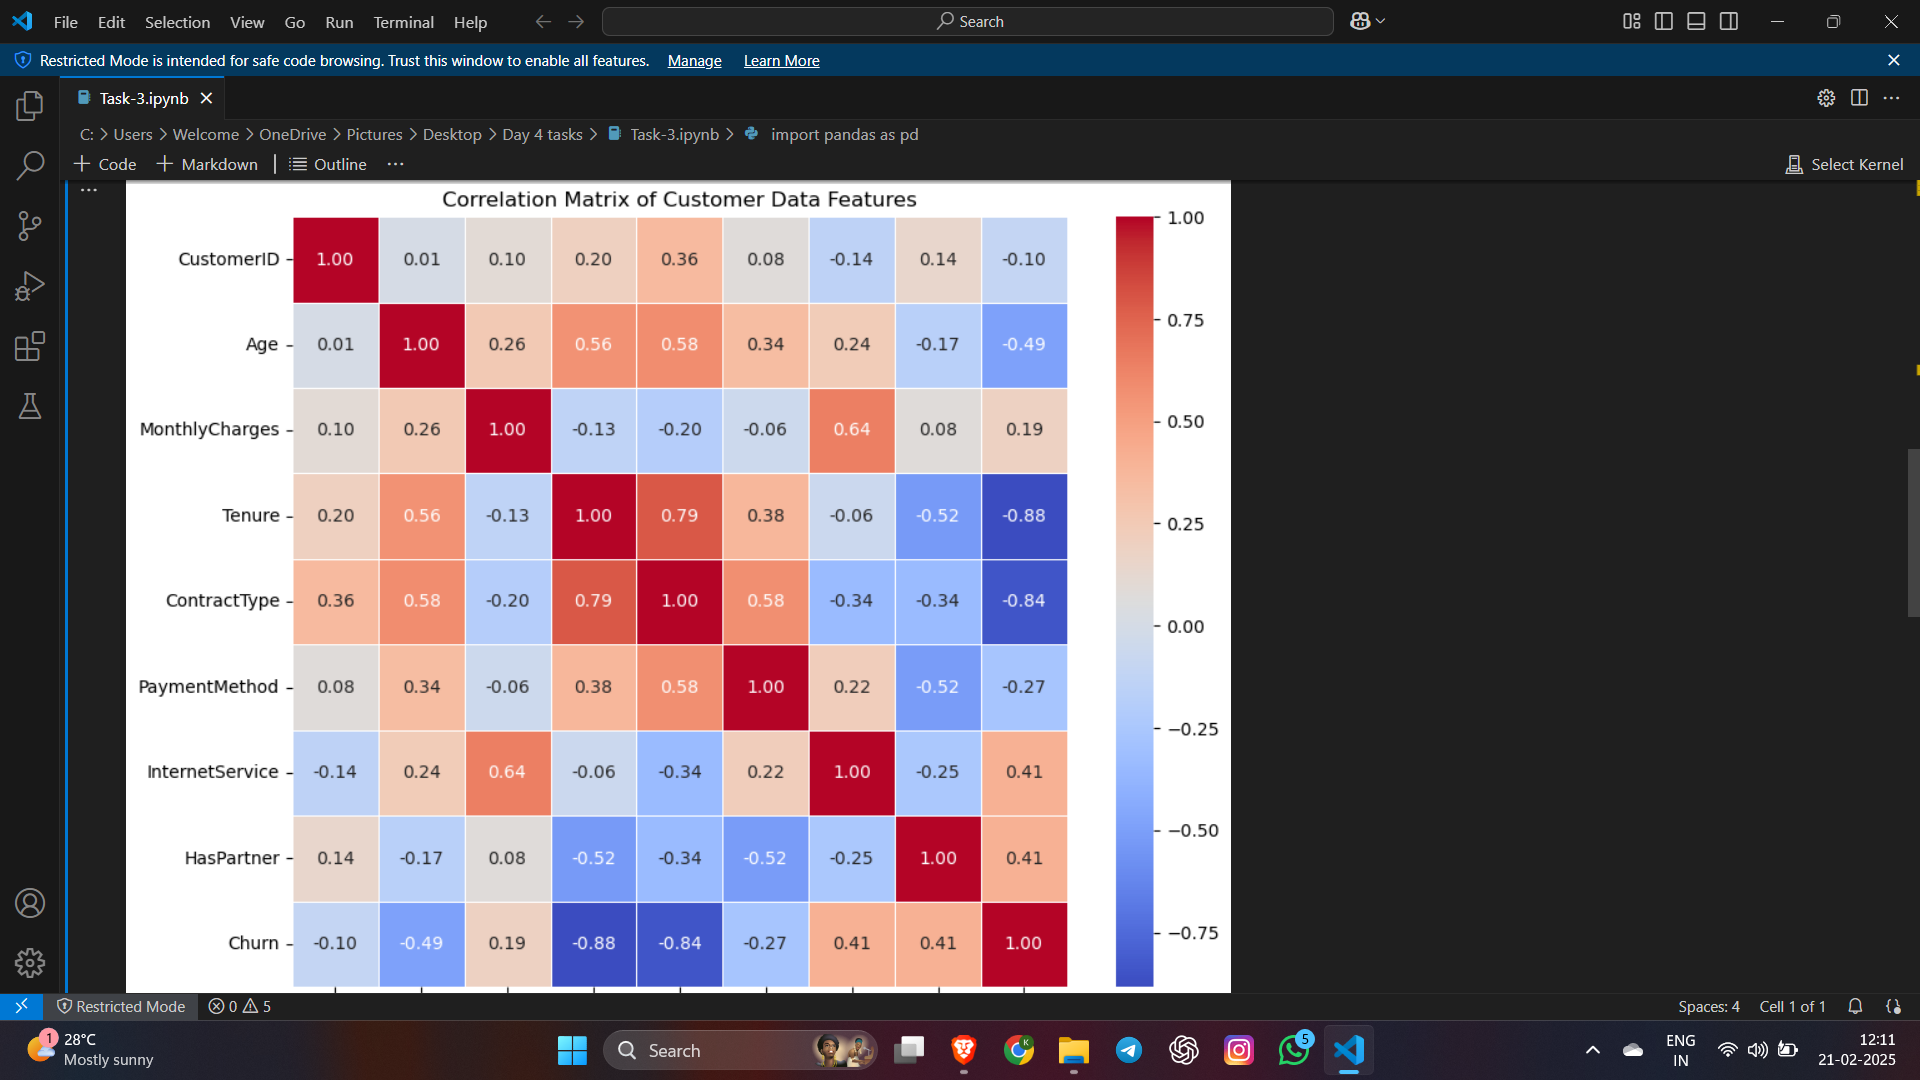 File Edit Selection View Go Run Terminal Help
Search
Restricted Mode is intended for safe code browsing. Trust this window to enable all features. Manage Learn More
Task-3.ipynb
C: > Users > Welcome > OneDrive > Pictures > Desktop > Day 4 tasks > Task-3.ipynb > import pandas as pd
+ Code + Markdown Outline ...
Select Kernel
Correlation Matrix of Customer Data Features
CustomerID 1.00 0.01 0.10 0.20 0.36 0.08 -0.14 0.14 -0.10
Age 0.01 1.00 0.26 0.56 0.58 0.34 0.24 -0.17 -0.49
MonthlyCharges 0.10 0.26 1.00 -0.13 -0.20 -0.06 0.64 0.08 0.19
Tenure 0.20 0.56 -0.13 1.00 0.79 0.38 -0.06 -0.52 -0.88
ContractType 0.36 0.58 -0.20 0.79 1.00 0.58 -0.34 -0.34 -0.84
PaymentMethod 0.08 0.34 -0.06 0.38 0.58 1.00 0.22 -0.52 -0.27
InternetService -0.14 0.24 0.64 -0.06 -0.34 0.22 1.00 -0.25 0.41
HasPartner 0.14 -0.17 0.08 -0.52 -0.34 -0.52 -0.25 1.00 0.41
Churn -0.10 -0.49 0.19 -0.88 -0.84 -0.27 0.41 0.41 1.00
1.00
0.75
0.50
0.25
0.00
−0.25
−0.50
−0.75
Restricted Mode 0 5
Spaces: 4 Cell 1 of 1
1
28°C
Mostly sunny
Search
K
5
ENG
IN
12:11
21-02-2025